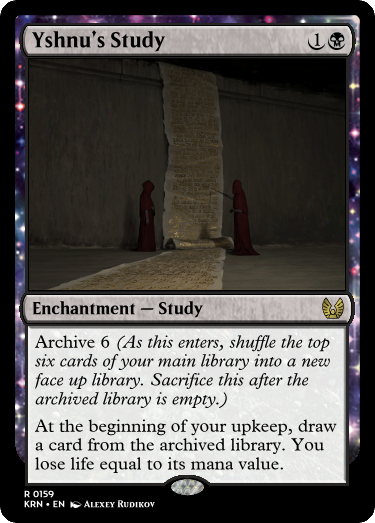 Yshnu's Study 1
Enchantment — Study
Archive 6 (As this enters, shuffle the top
six cards of your main library into a new
face up library. Sacrifice this after the
archived library is empty.)
At the beginning of your upkeep, draw
a card from the archived library. You
lose life equal to its mana value.
R 0159
KRN • EN Alexey Rudikov